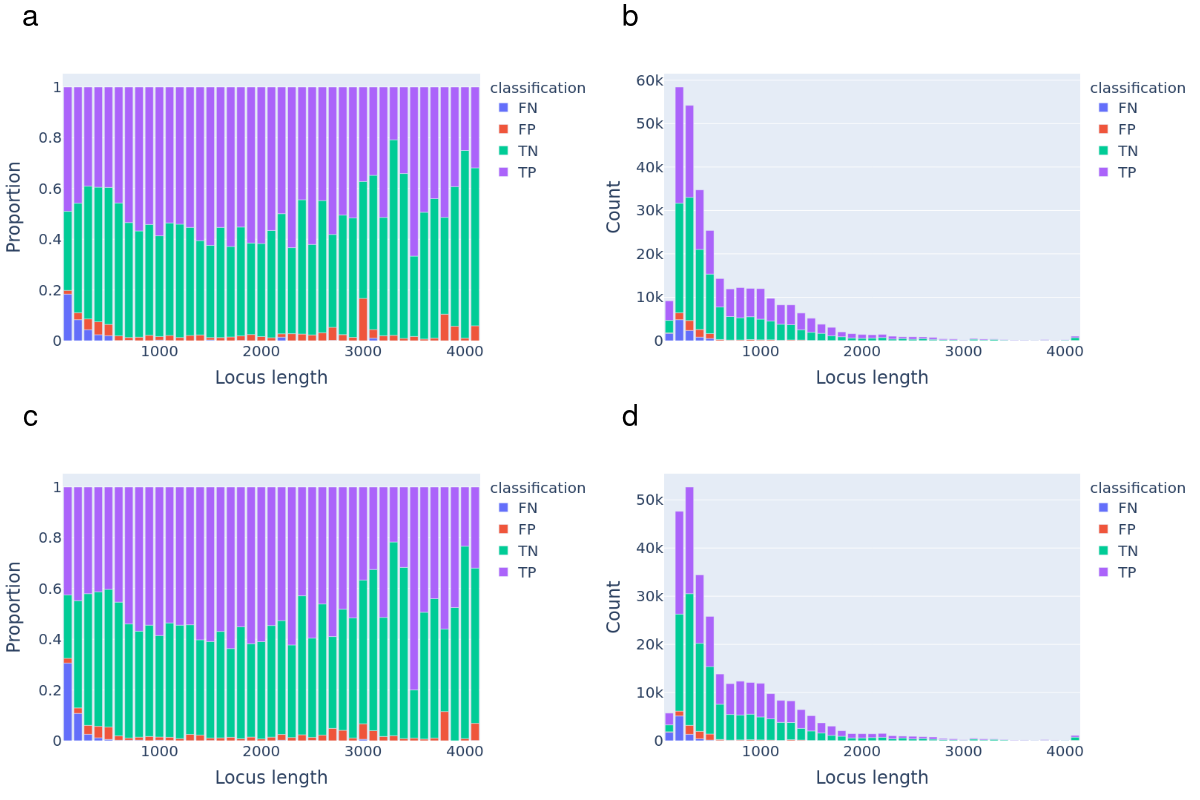 a
Proportion
1
0.8
0.6
0.4
0.2
0
1000 2000 3000 4000
Locus length
classification
FN
FP
TN
TP
b
Count
60k
50k
40k
30k
20k
10k
0
1000 2000 3000 4000
Locus length
classification
FN
FP
TN
TP
c
Proportion
1
0.8
0.6
0.4
0.2
0
1000 2000 3000 4000
Locus length
classification
FN
FP
TN
TP
d
Count
50k
40k
30k
20k
10k
0
1000 2000 3000 4000
Locus length
classification
FN
FP
TN
TP